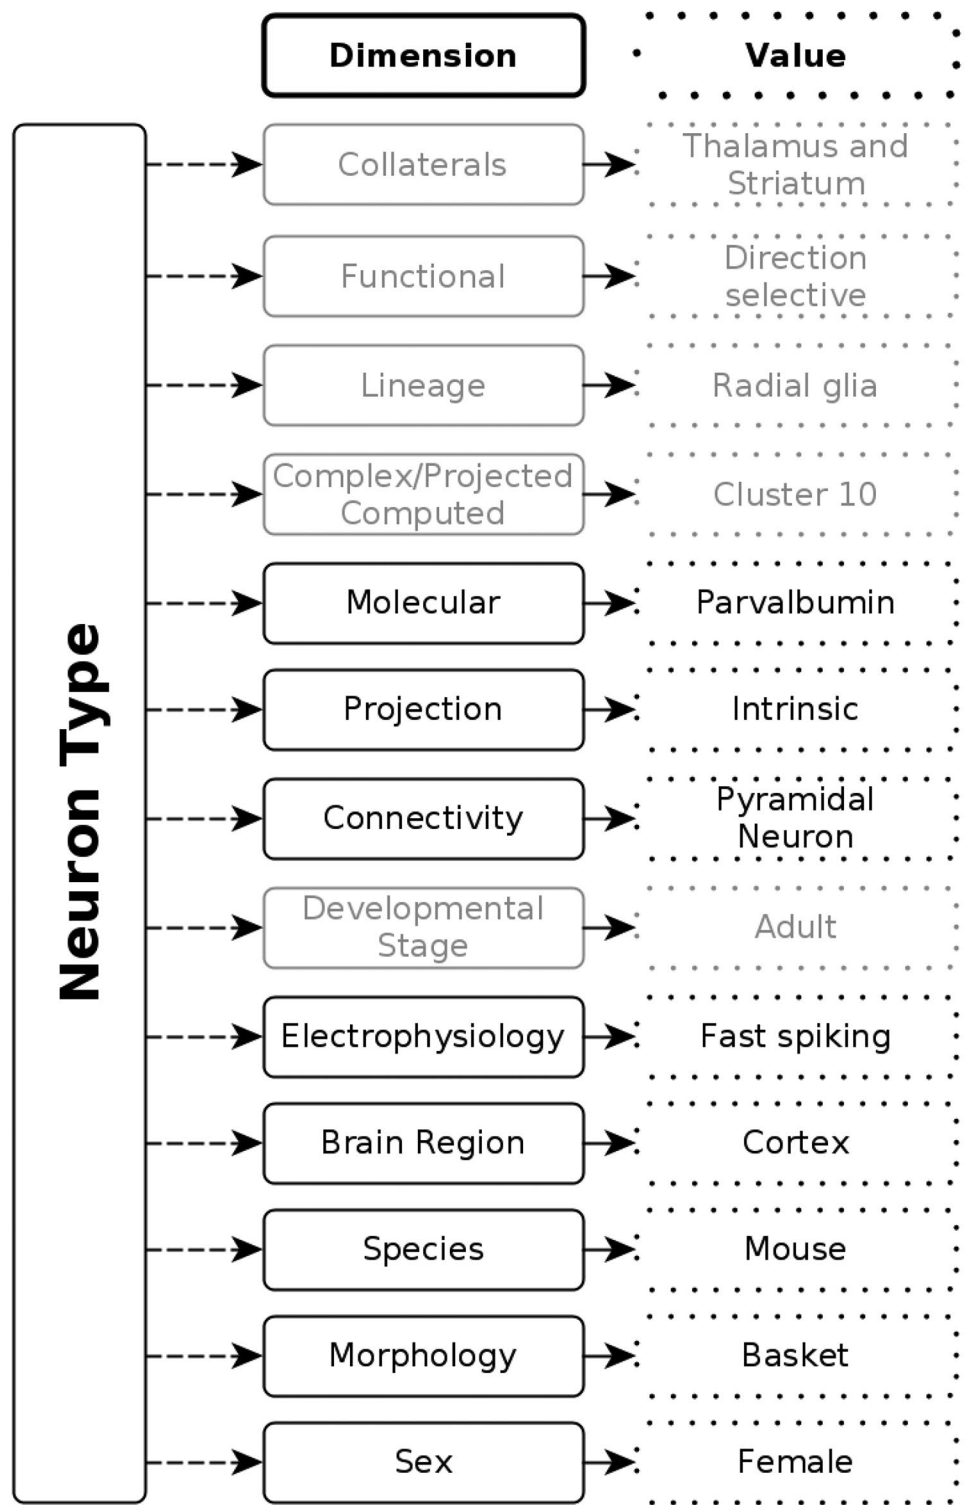 Dimension
Value
Neuron Type
Collaterals
Thalamus and
Striatum
Functional
Direction
selective
Lineage
Radial glia
Complex/Projected
Computed
Cluster 10
Molecular
Parvalbumin
Projection
Intrinsic
Connectivity
Pyramidal
Neuron
Developmental
Stage
Adult
Electrophysiology
Fast spiking
Brain Region
Cortex
Species
Mouse
Morphology
Basket
Sex
Female